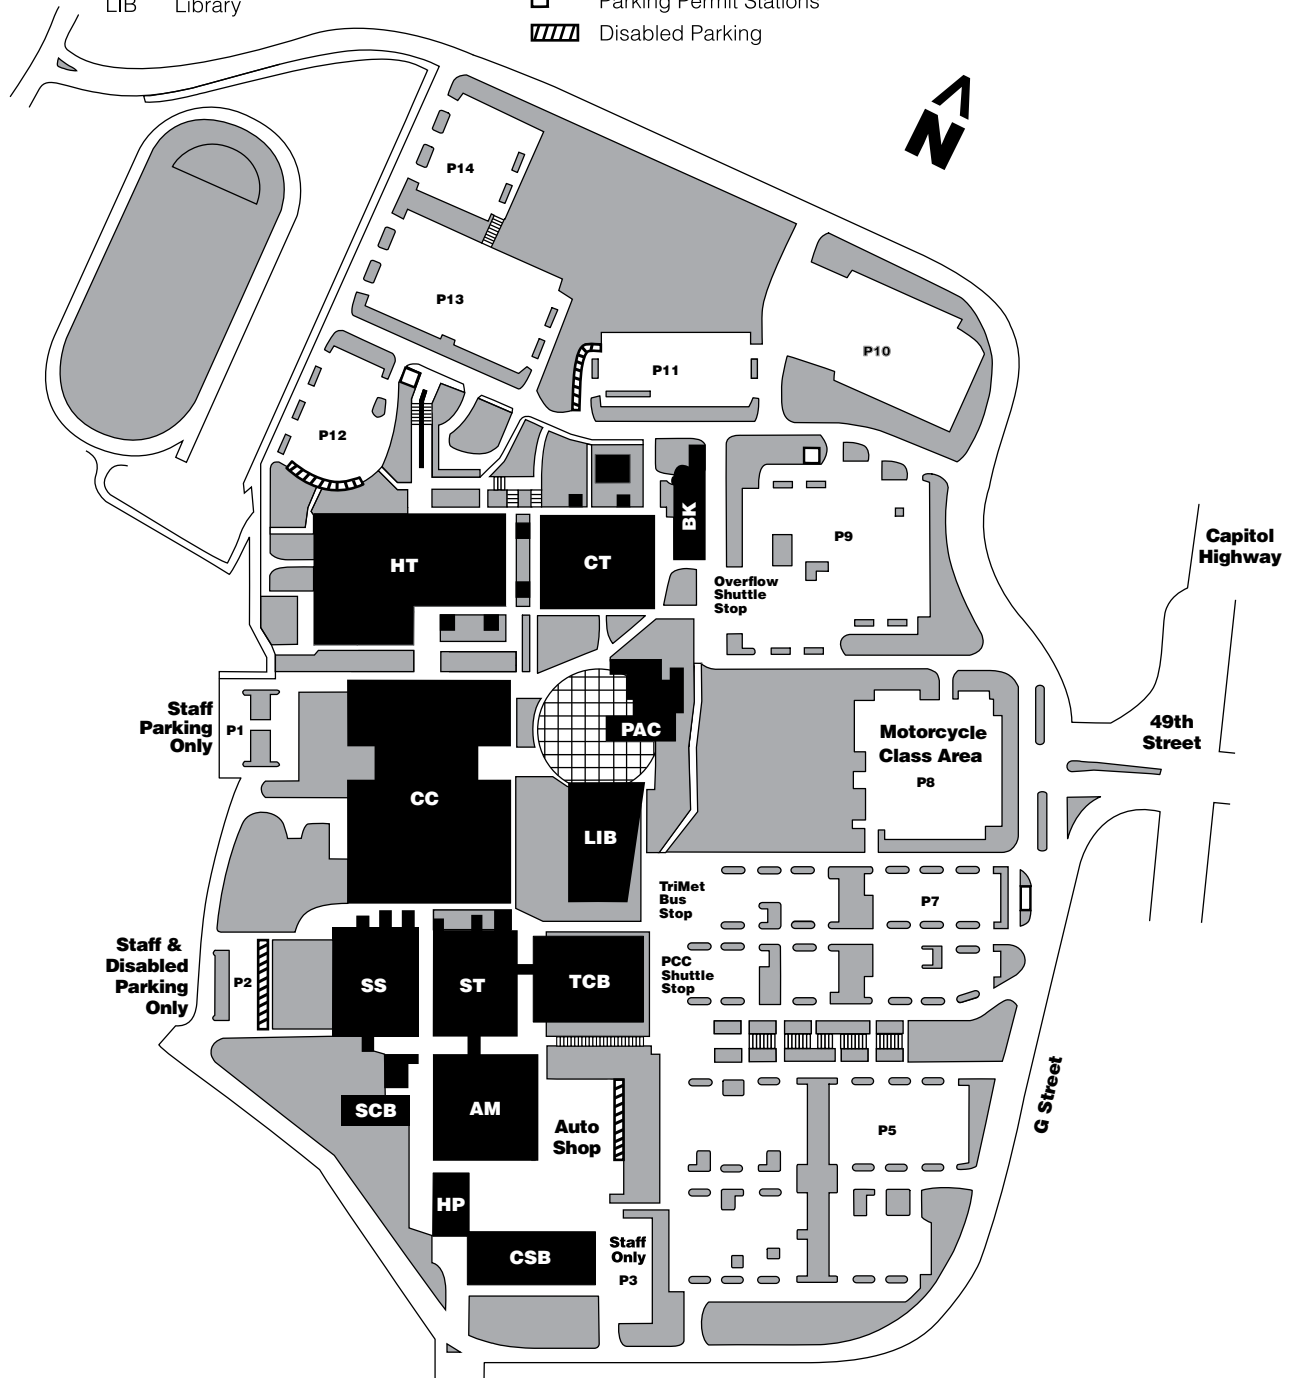 LIB Library
Parking Permit Stations
Disabled Parking
N
P14
P13
P10
P11
P12
BK
P9
Capitol
Highway
HT
CT
Overflow
Shuttle
Stop
Staff
Parking
Only
P1
PAC
Motorcycle
Class Area
P8
49th
Street
CC
LIB
TriMet
Bus
Stop
P7
Staff &
Disabled
Parking
Only
P2
SS
ST
TCB
PCC
Shuttle
Stop
G Street
SCB
AM
Auto
Shop
P5
HP
CSB
Staff
Only
P3